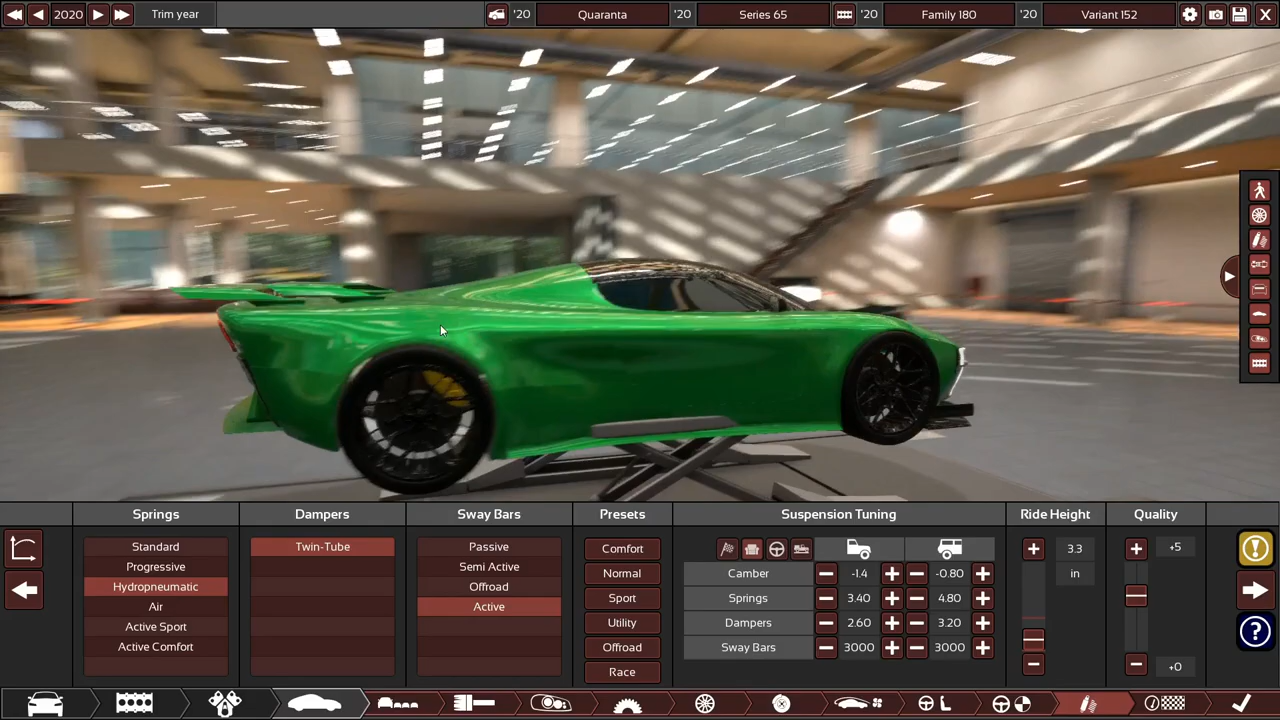 2020 Trim year '20 Quaranta '20 Series 65 '20 Family 180 '20 Variant 152
Springs Dampers Sway Bars Presets Suspension Tuning Ride Height Quality
Standard Twin-Tube Passive Comfort + 3.3 + +5
Progressive Semi Active Normal Camber - -1.4 + - -0.80 + in
Hydropneumatic Offroad Sport Springs - 3.40 + - 4.80 +
Air Active Utility Dampers - 2.60 + - 3.20 +
Active Sport Offroad Sway Bars - 3000 + - 3000 +
Active Comfort Race - - +0